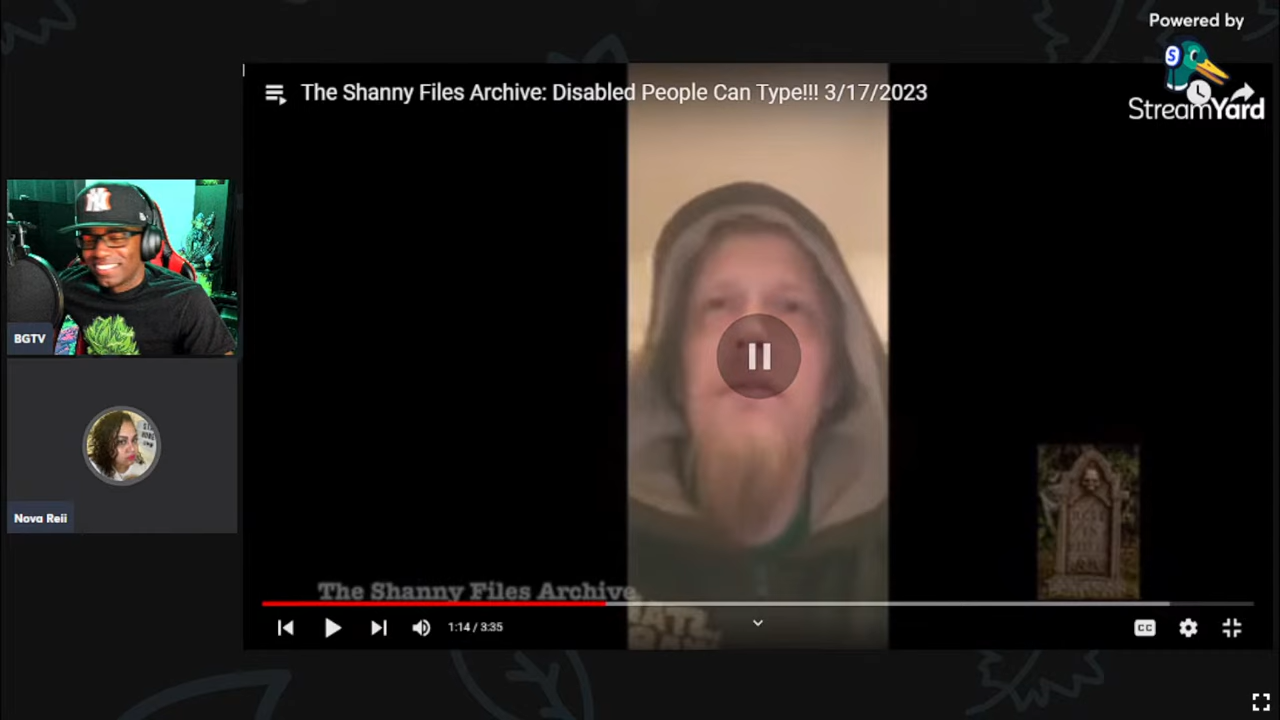 Powered by
StreamYard
The Shanny Files Archive: Disabled People Can Type!!! 3/17/2023
BGTV
Nova Reii
The Shanny Files Archive
1:14 / 3:35
CC